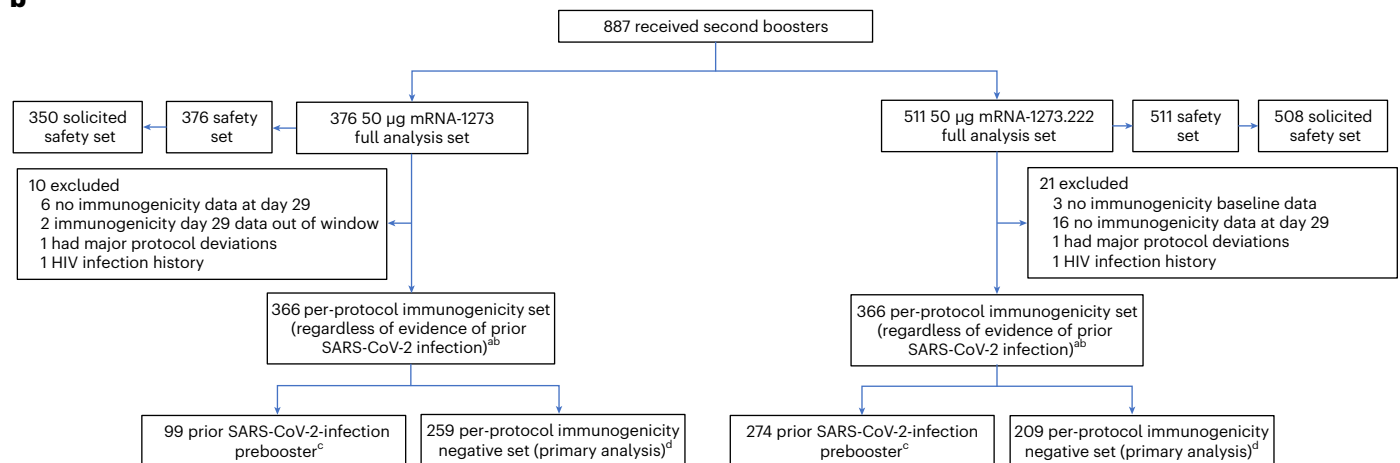 b
887 received second boosters
350 solicited
safety set
376 safety
set
376 50 µg mRNA-1273
full analysis set
511 50 µg mRNA-1273.222
full analysis set
511 safety
set
508 solicited
safety set
10 excluded
6 no immunogenicity data at day 29
2 immunogenicity day 29 data out of window
1 had major protocol deviations
1 HIV infection history
21 excluded
3 no immunogenicity baseline data
16 no immunogenicity data at day 29
1 had major protocol deviations
1 HIV infection history
366 per-protocol immunogenicity set
(regardless of evidence of prior
SARS-CoV-2 infection)ab
366 per-protocol immunogenicity set
(regardless of evidence of prior
SARS-CoV-2 infection)ab
99 prior SARS-CoV-2-infection
preboosterc
259 per-protocol immunogenicity
negative set (primary analysis)d
274 prior SARS-CoV-2-infection
preboosterc
209 per-protocol immunogenicity
negative set (primary analysis)d